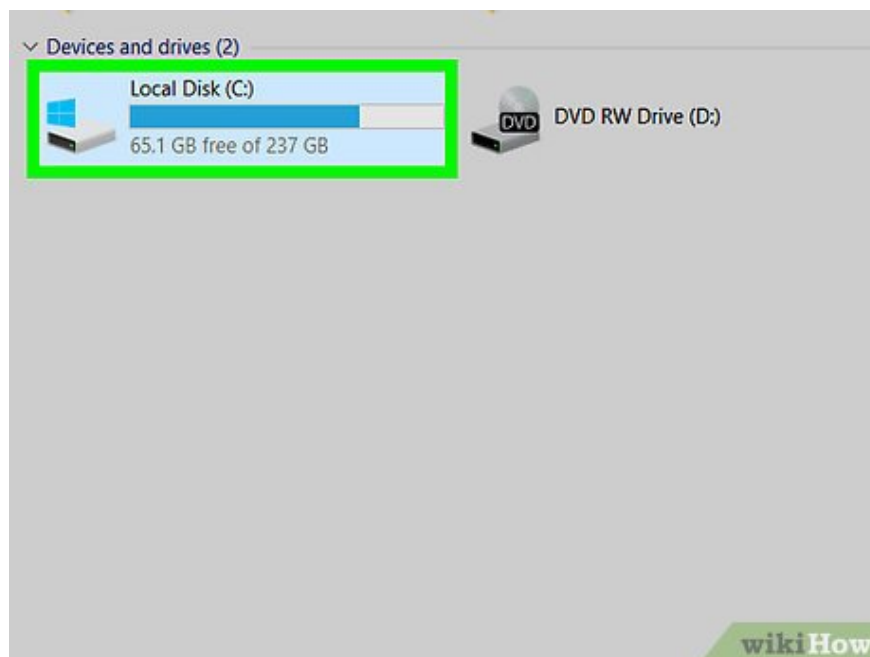 Devices and drives (2)
Local Disk (C:)
65.1 GB free of 237 GB
DVD
DVD RW Drive (D:)
wikiHow